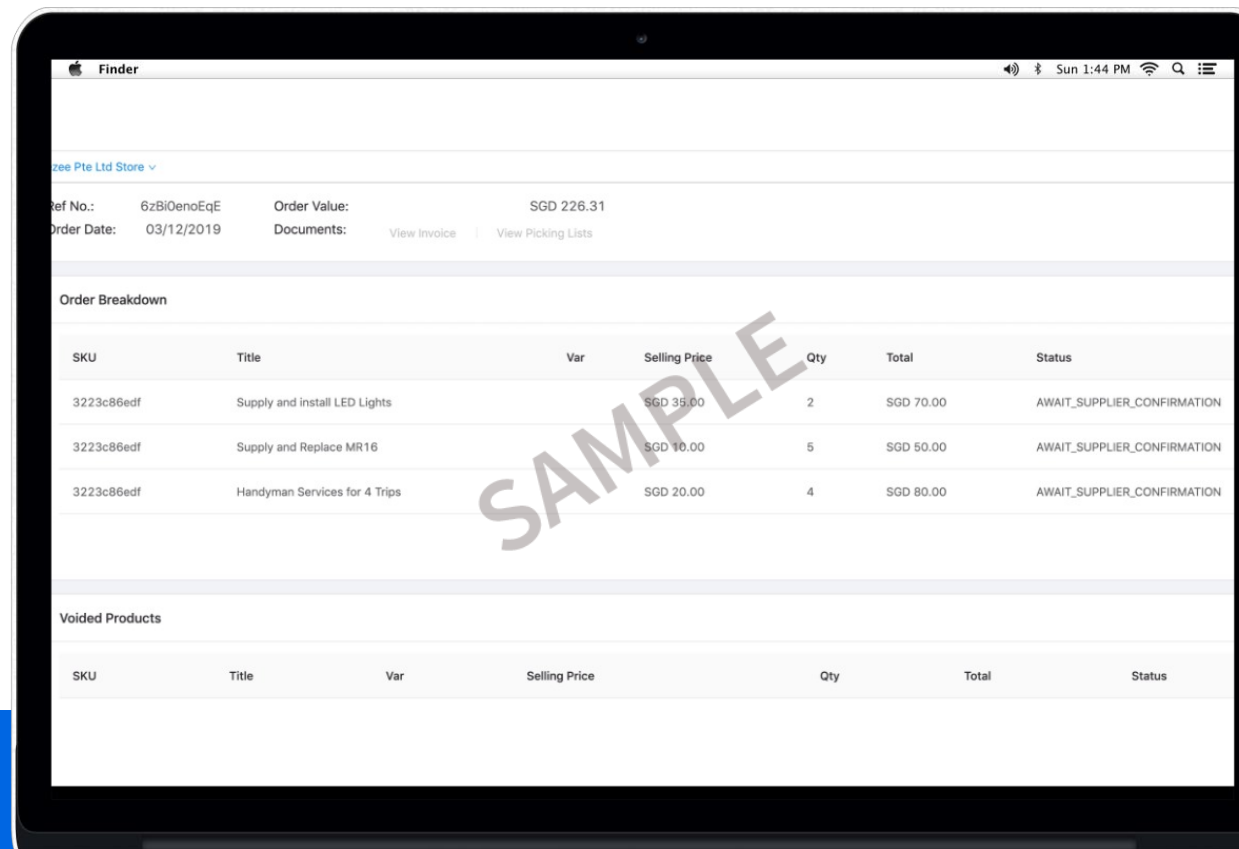 Finder Sun 1:44 PM
zee Pte Ltd Store
Ref No.: 6zBi0enoEqE Order Value: SGD 226.31
Order Date: 03/12/2019 Documents: View Invoice | View Picking Lists
Order Breakdown
SKU Title Var Selling Price Qty Total Status
3223c86edf Supply and install LED Lights SGD 35.00 2 SGD 70.00 AWAIT_SUPPLIER_CONFIRMATION
3223c86edf Supply and Replace MR16 SGD 10.00 5 SGD 50.00 AWAIT_SUPPLIER_CONFIRMATION
3223c86edf Handyman Services for 4 Trips SGD 20.00 4 SGD 80.00 AWAIT_SUPPLIER_CONFIRMATION
SAMPLE
Voided Products
SKU Title Var Selling Price Qty Total Status